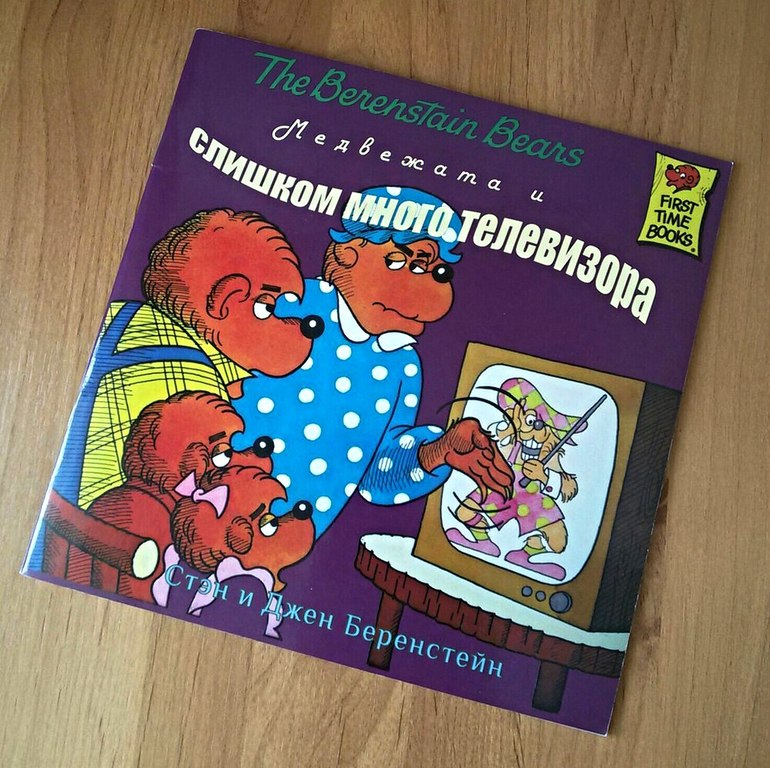 The Berenstain Bears
Медвежата и
слишком много телевизора
FIRST
TIME
BOOKS.
Стэн и Джен Беренстейн